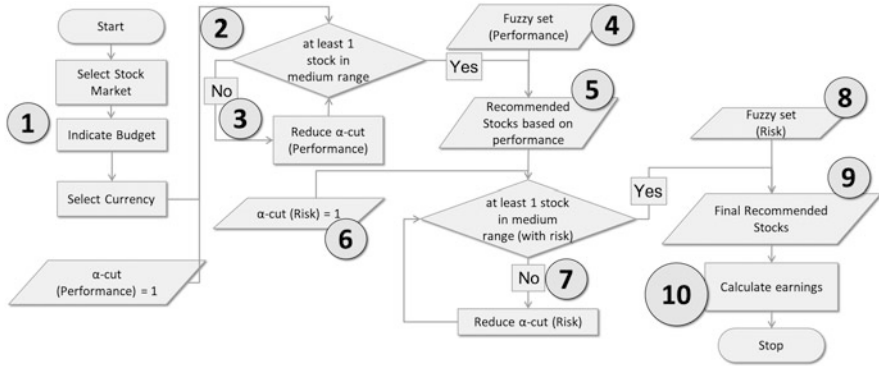 Start
Select Stock
Market
1
Indicate Budget
Select Currency
α-cut
(Performance) = 1
2
at least 1
stock in
medium range
No
3
Reduce α-cut
(Performance)
Yes
Fuzzy set
(Performance)
4
5
Recommended
Stocks based on
performance
α-cut (Risk) = 1
6
at least 1 stock
in medium
range (with risk)
No
7
Reduce α-cut (Risk)
Yes
8
Fuzzy set
(Risk)
9
Final Recommended
Stocks
10
Calculate earnings
Stop